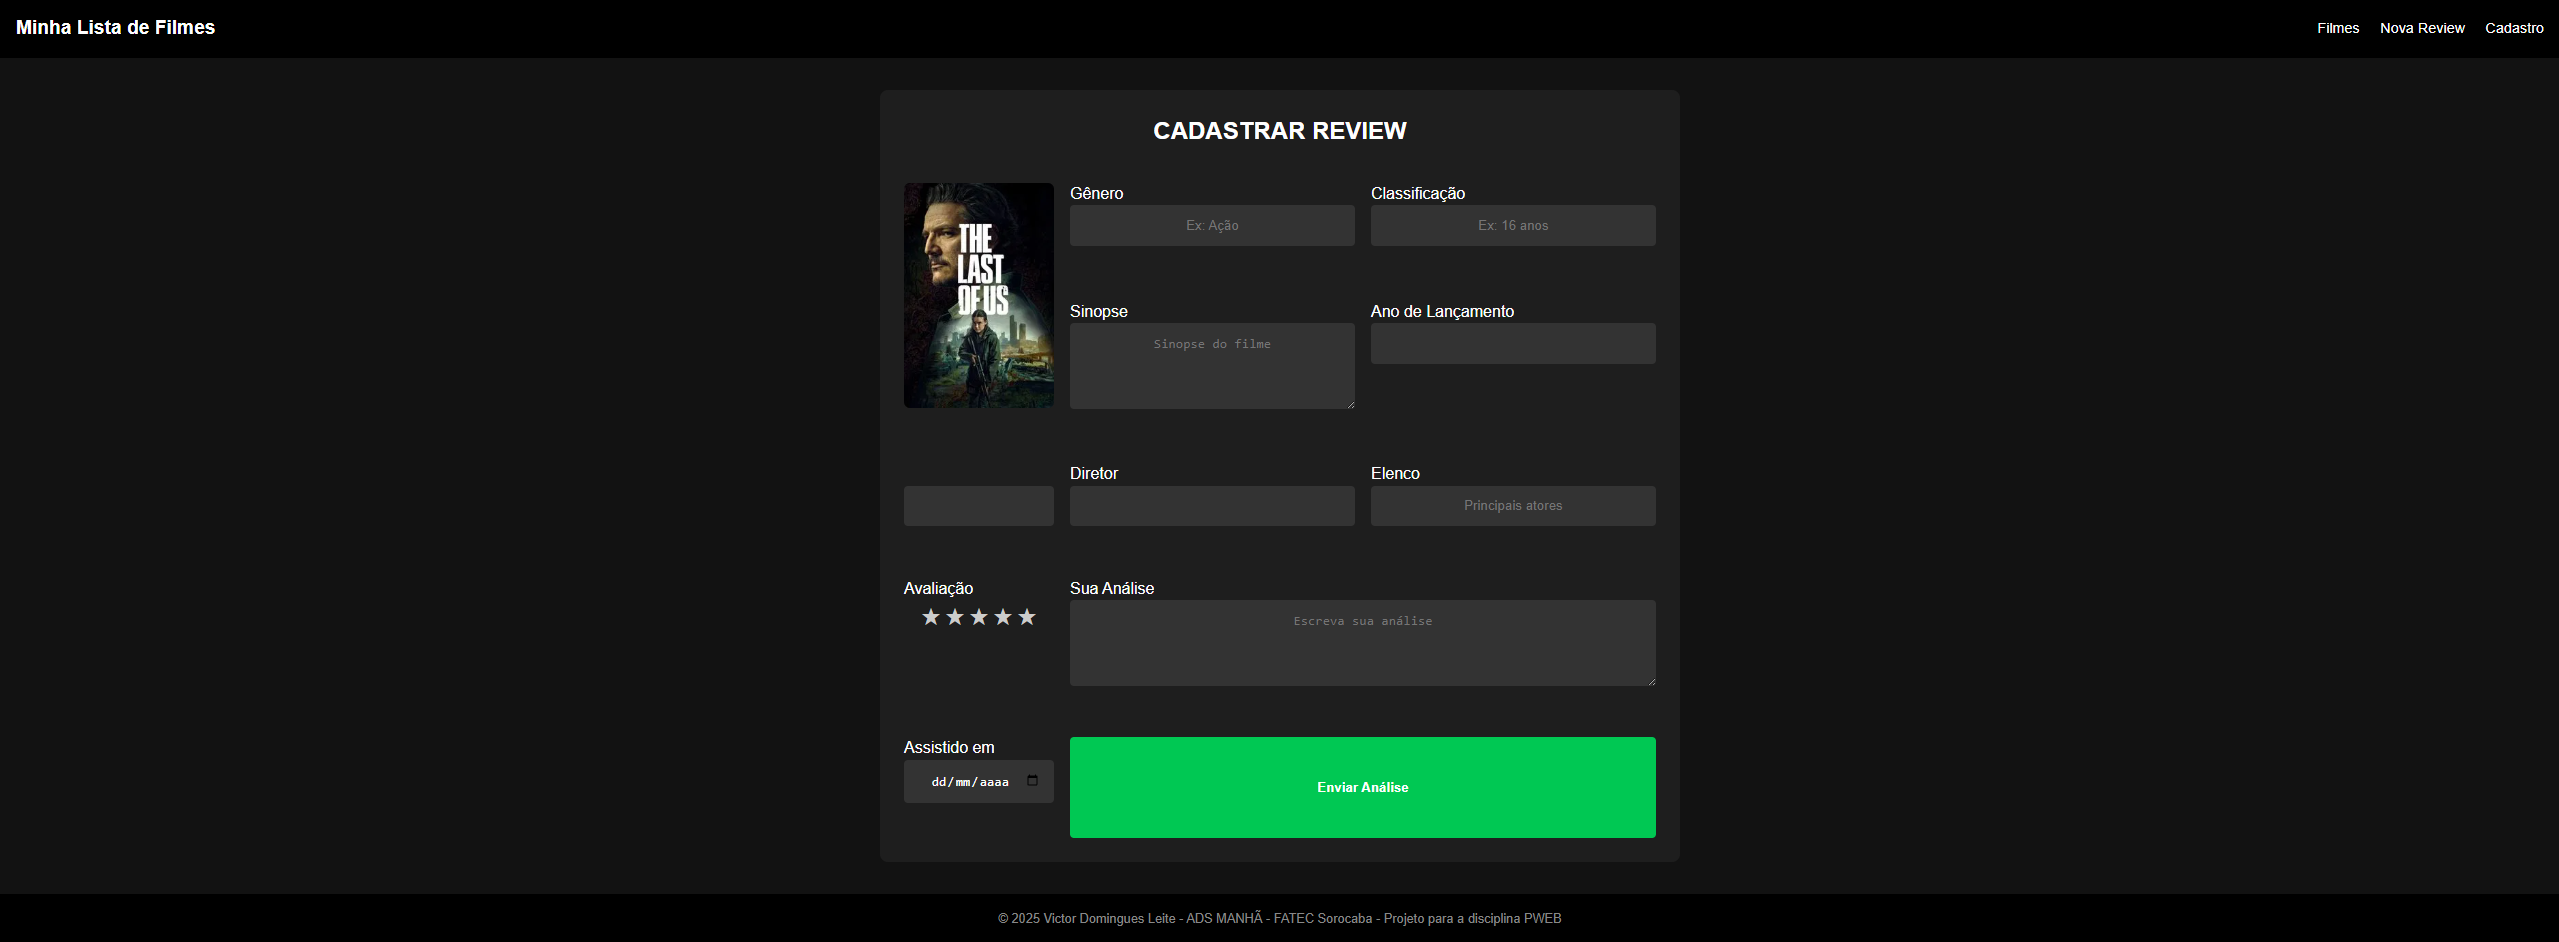 Minha Lista de Filmes
Filmes Nova Review Cadastro
CADASTRAR REVIEW
THE
LAST
OF US
Gênero
Ex: Ação
Classificação
Ex: 16 anos
Sinopse
Sinopse do filme
Ano de Lançamento
Diretor
Elenco
Principais atores
Avaliação
★★★★★
Sua Análise
Escreva sua análise
Assistido em
dd/mm/aaaa
Enviar Análise
© 2025 Victor Domingues Leite - ADS MANHÃ - FATEC Sorocaba - Projeto para a disciplina PWEB